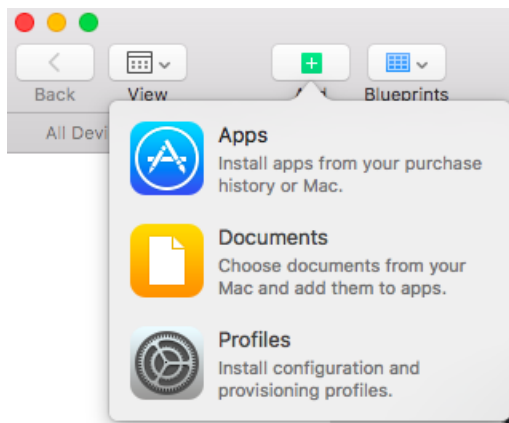 Back
View
Blueprints
All Devi
Apps
Install apps from your purchase
history or Mac.
Documents
Choose documents from your
Mac and add them to apps.
Profiles
Install configuration and
provisioning profiles.